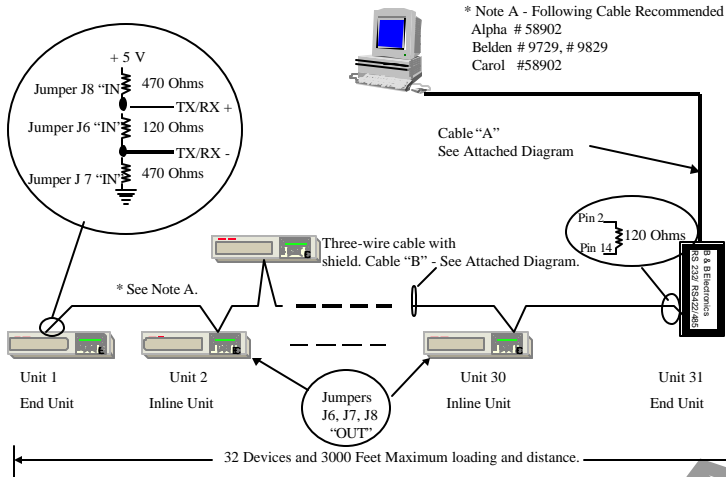 * Note A - Following Cable Recommended
Alpha # 58902
Belden # 9729, # 9829
Carol #58902
+ 5 V
Jumper J8 “IN
470 Ohms
TX/RX +
Jumper J6 “IN”
120 Ohms
TX/RX -
Jumper J 7 “IN”
470 Ohms
Cable “A”
See Attached Diagram
Pin 2
Pin 14
120 Ohms
B & B Electronics
RS 232/ RS422/485
Three-wire cable with
shield. Cable “B” - See Attached Diagram.
* See Note A.
Unit 1
End Unit
Unit 2
Inline Unit
Jumpers
J6, J7, J8
“OUT”
Unit 30
Inline Unit
Unit 31
End Unit
32 Devices and 3000 Feet Maximum loading and distance.